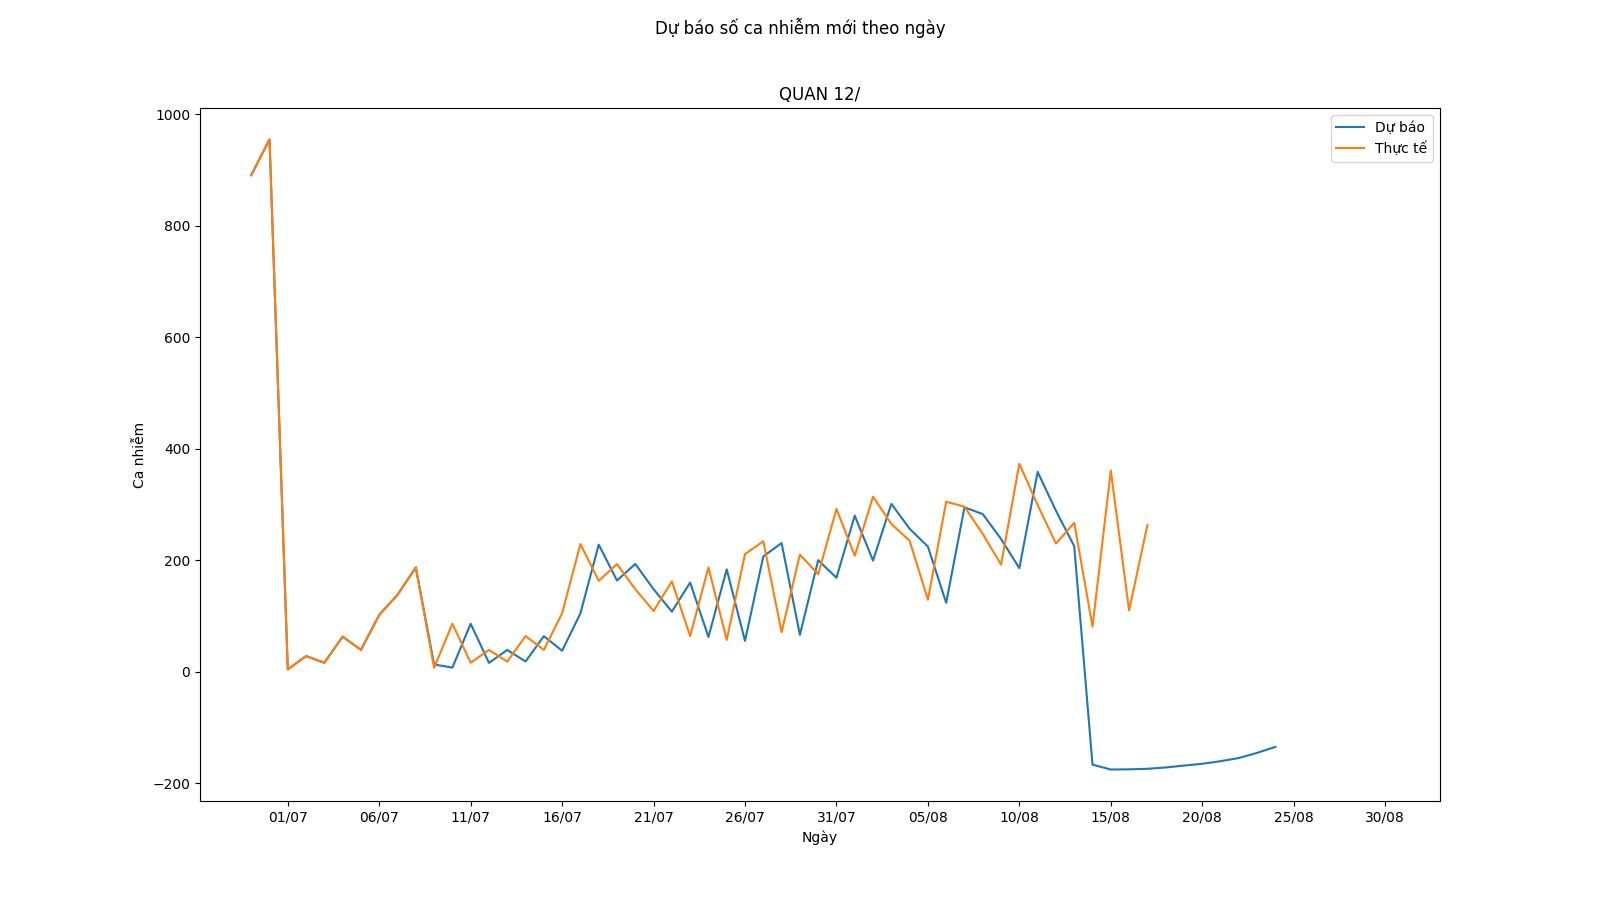 Dự báo số ca nhiễm mới theo ngày
QUAN 12/
Dự báo
Thực tế
1000
800
600
400
200
0
−200
Ca nhiễm
01/07 06/07 11/07 16/07 21/07 26/07 31/07 05/08 10/08 15/08 20/08 25/08 30/08
Ngày